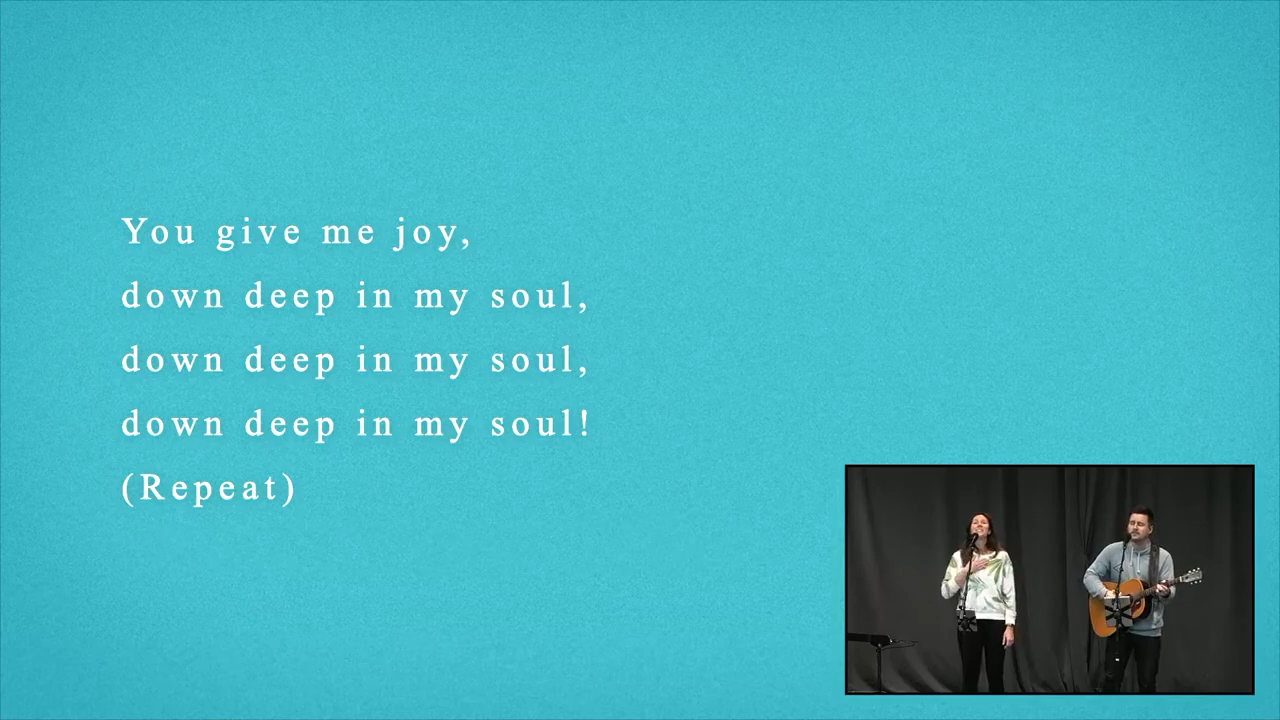 You give me joy,
down deep in my soul,
down deep in my soul,
down deep in my soul!
(Repeat)